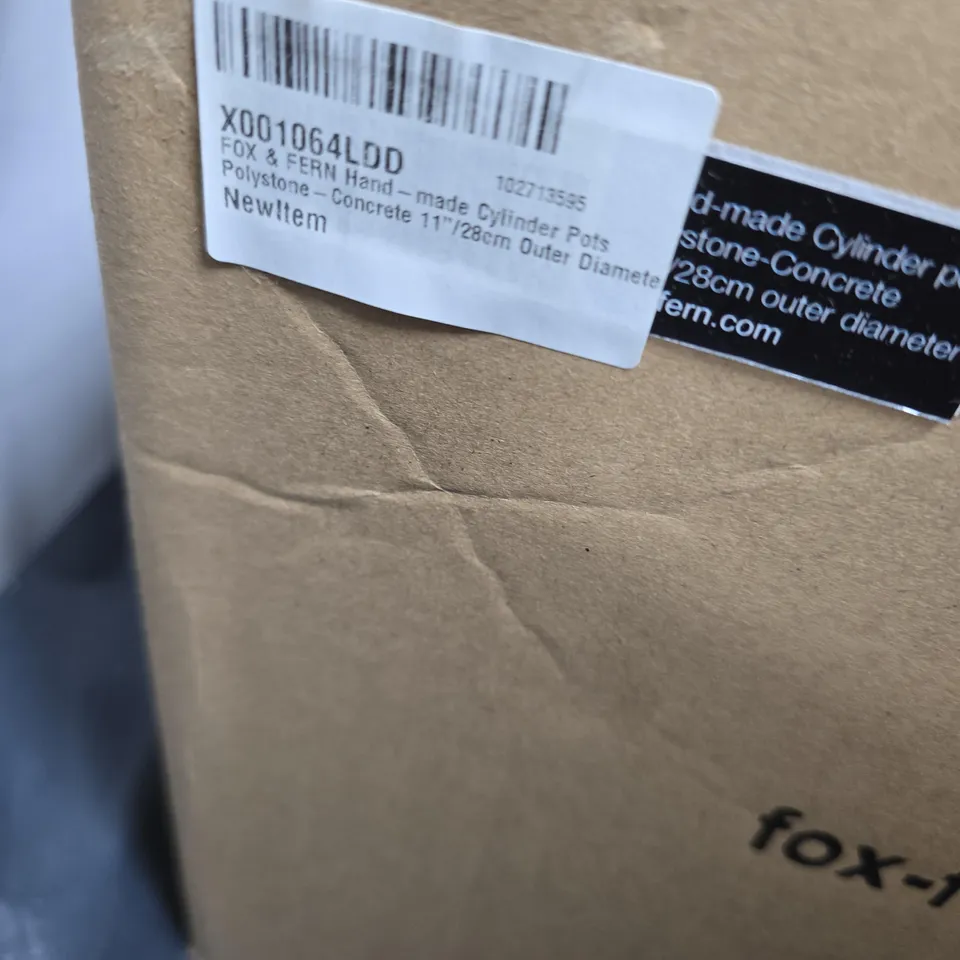 X001064LDD
102713595
FOX & FERN Hand-made Cylinder Pots
Polystone-Concrete 11"/28cm Outer Diamete
NewItem
d-made Cylinder p
stone-Concrete
/28cm outer diameter
fern.com
fox-f